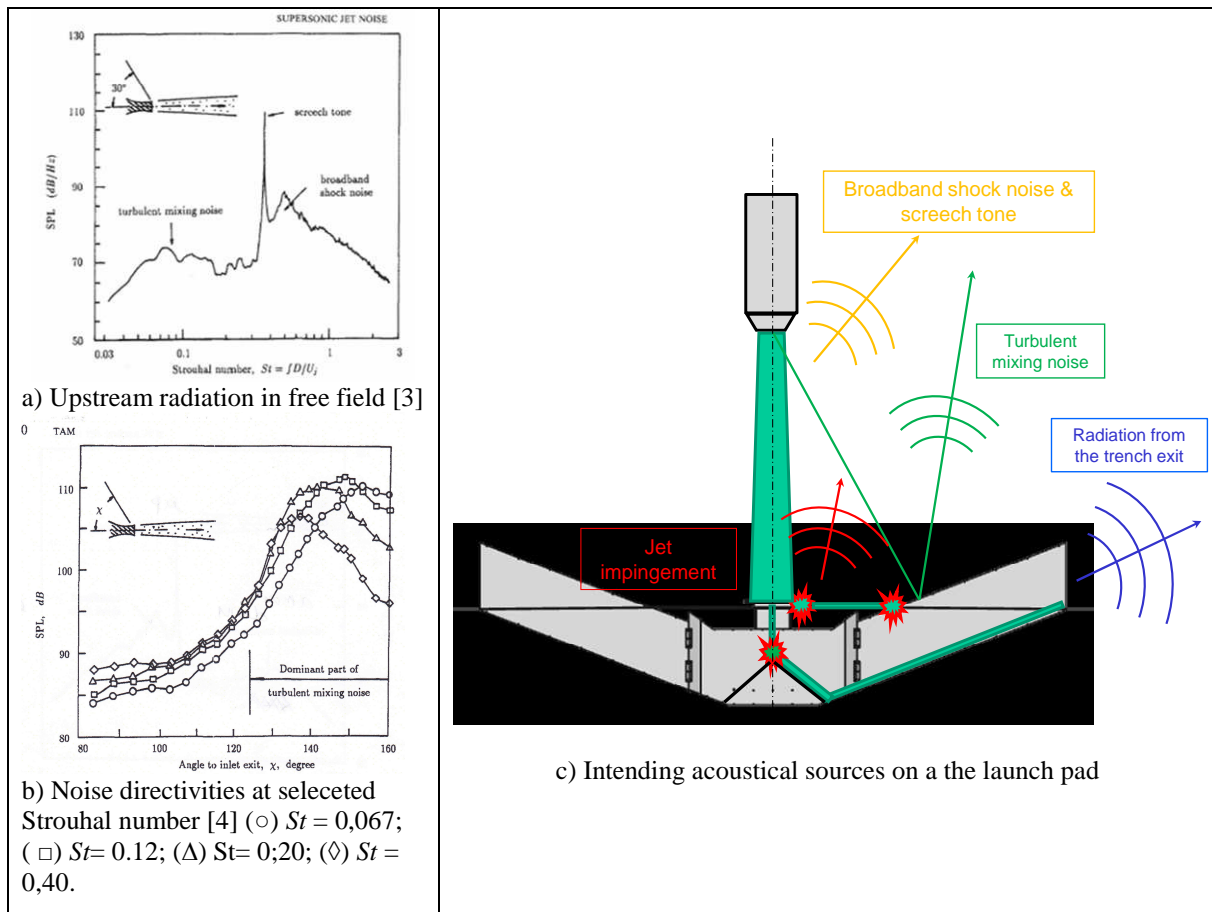 SUPERSONIC JET NOISE
130
110
90
70
50
SPL (dB/Hz)
30°
screech tone
broadband
shock noise
turbulent mixing noise
0.03
0.1
1
3
Strouhal number, St = fD/Uj
a) Upstream radiation in free field [3]
0 TAM
110
100
90
80
SPL, dB
χ
Dominant part of
turbulent mixing noise
80
100
120
140
160
Angle to inlet exit, χ, degree
b) Noise directivities at seleceted
Strouhal number [4] (○) St = 0,067;
( □) St= 0.12; (Δ) St= 0;20; (◊) St =
0,40.
Broadband shock noise &
screech tone
Turbulent
mixing noise
Radiation from
the trench exit
Jet
impingement
c) Intending acoustical sources on a the launch pad